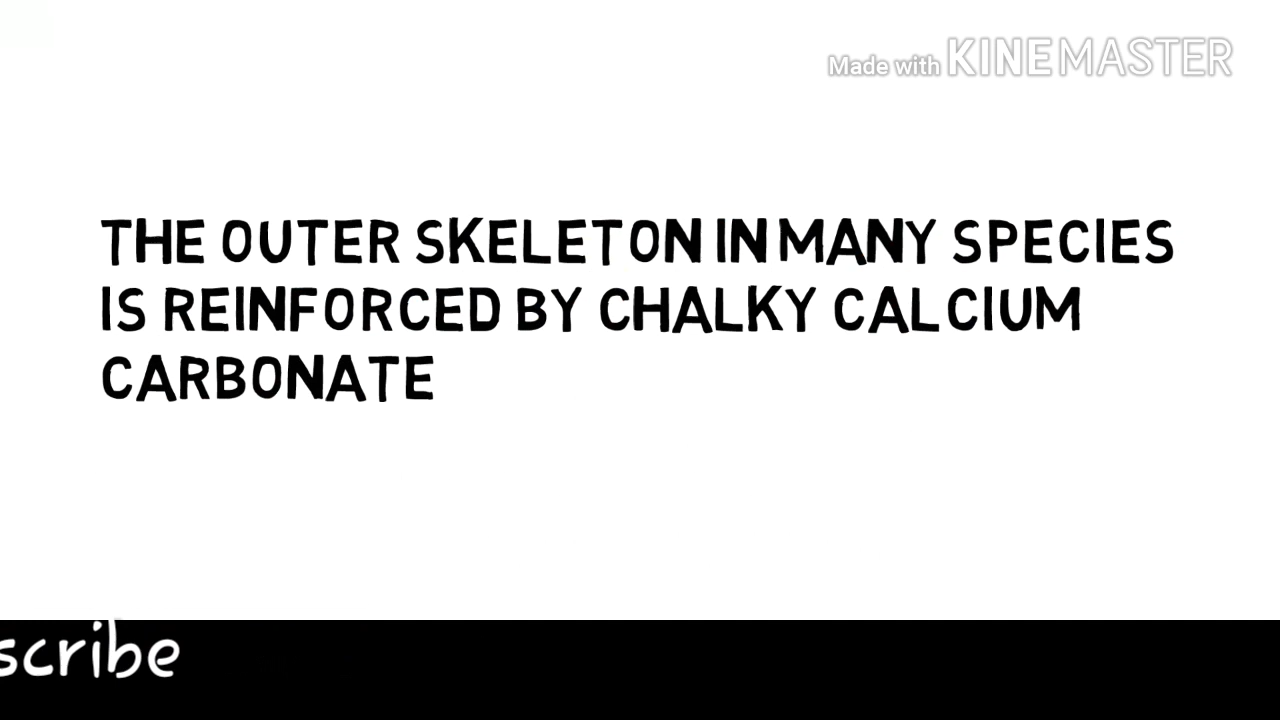 Made with KINEMASTER
THE OUTER SKELETON IN MANY SPECIES
IS REINFORCED BY CHALKY CALCIUM
CARBONATE
scribe